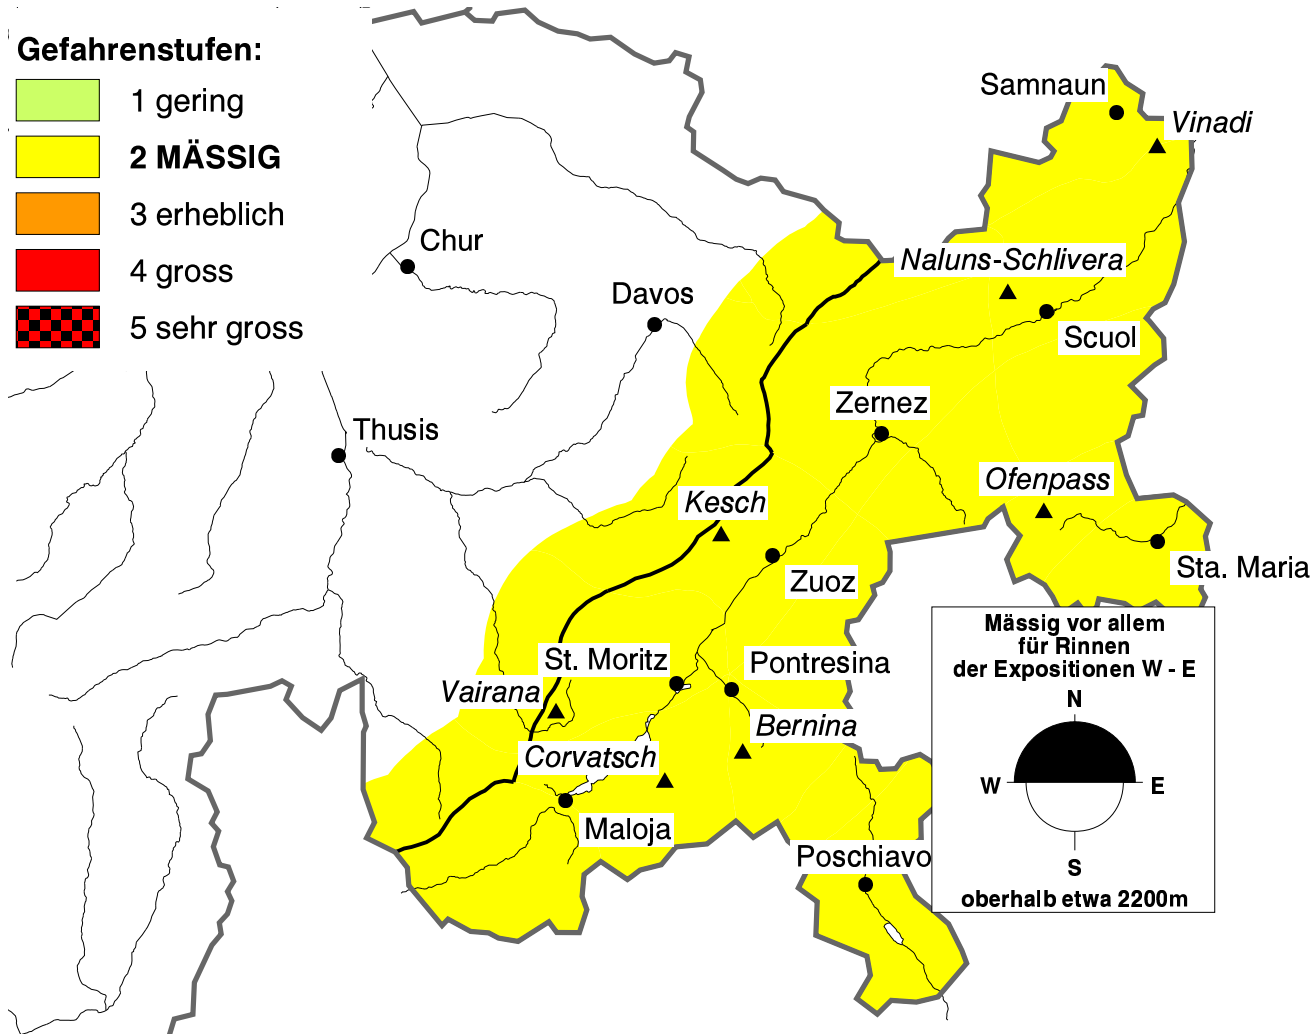 Gefahrenstufen:
1 gering
2 MÄSSIG
3 erheblich
4 gross
5 sehr gross
Samnaun
Vinadi
Chur
Naluns-Schlivera
Davos
Scuol
Zernez
Thusis
Ofenpass
Kesch
Sta. Maria
Zuoz
St. Moritz
Pontresina
Vairana
Bernina
Corvatsch
Maloja
Poschiavo
Mässig vor allem
für Rinnen
der Expositionen W - E
N
W
E
S
oberhalb etwa 2200m